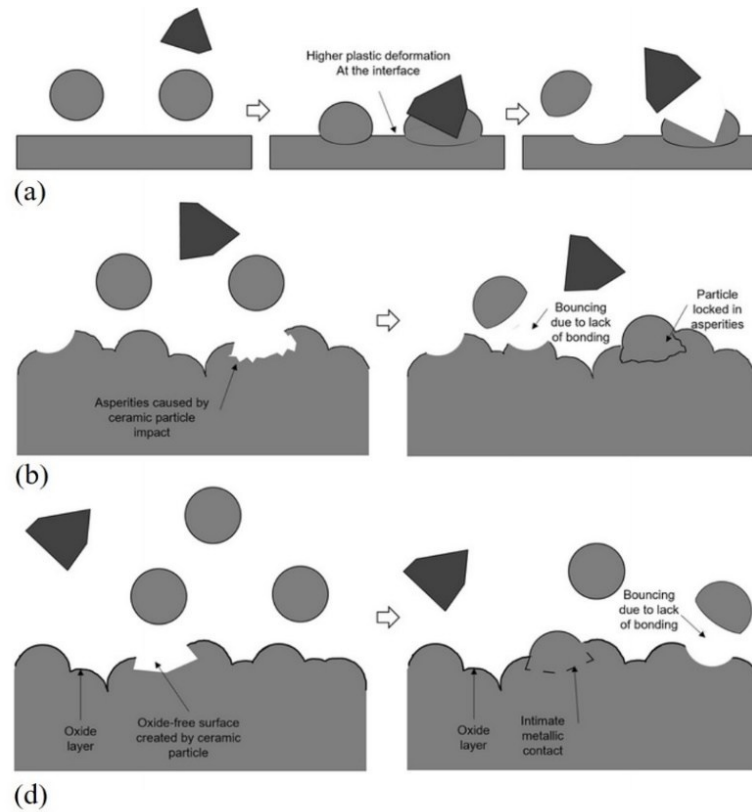 Higher plastic deformation
At the interface
(a)
Asperities caused by
ceramic particle
impact
Bouncing
due to lack
of bonding
Particle
locked in
asperities
(b)
Oxide
layer
Oxide-free surface
created by ceramic
particle
Bouncing
due to lack
of bonding
Oxide
layer
Intimate
metallic
contact
(d)